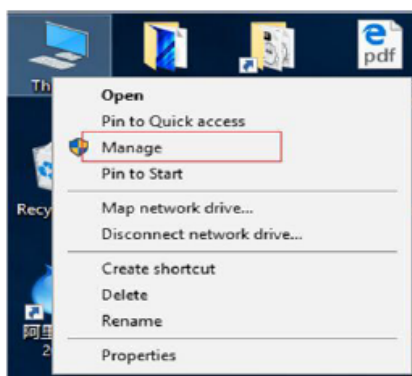 pdf
Th
Open
Pin to Quick access
Manage
Pin to Start
Recy
Map network drive...
Disconnect network drive...
Create shortcut
Delete
Rename
阿里
2
Properties